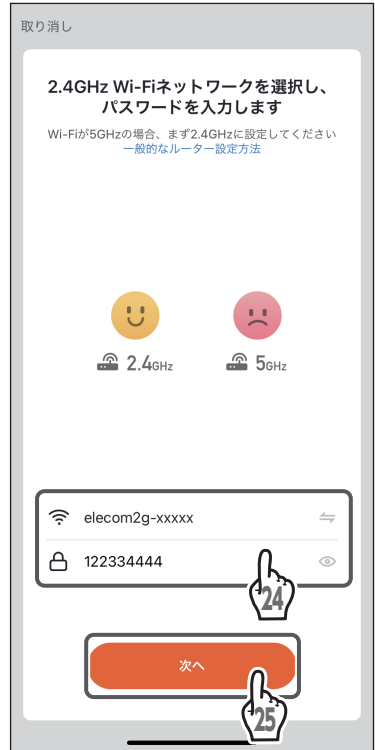 取り消し
2.4GHz Wi-Fiネットワークを選択し、
パスワードを入力します
Wi-Fiが5GHzの場合、まず2.4GHzに設定してください
一般的なルーター設定方法
2.4GHz 5GHz
elecom2g-xxxxx
122334444
24
次へ
25